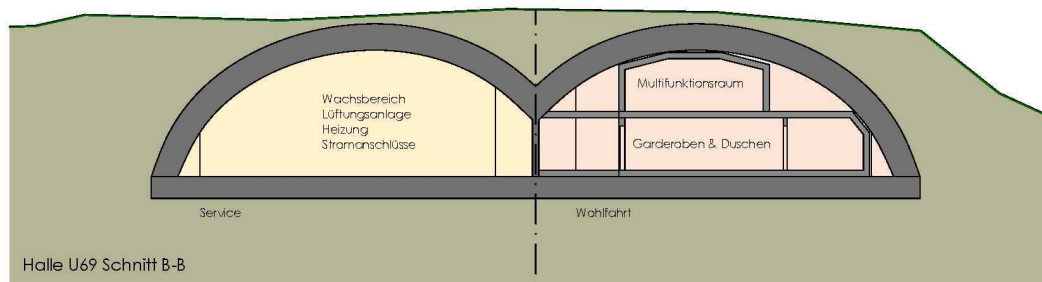 Wachsbereich
Lüftungsanlage
Heizung
Stromanschlüsse
Multifunktionsraum
Garderoben & Duschen
Service
Wohlfahrt
Halle U69 Schnitt B-B